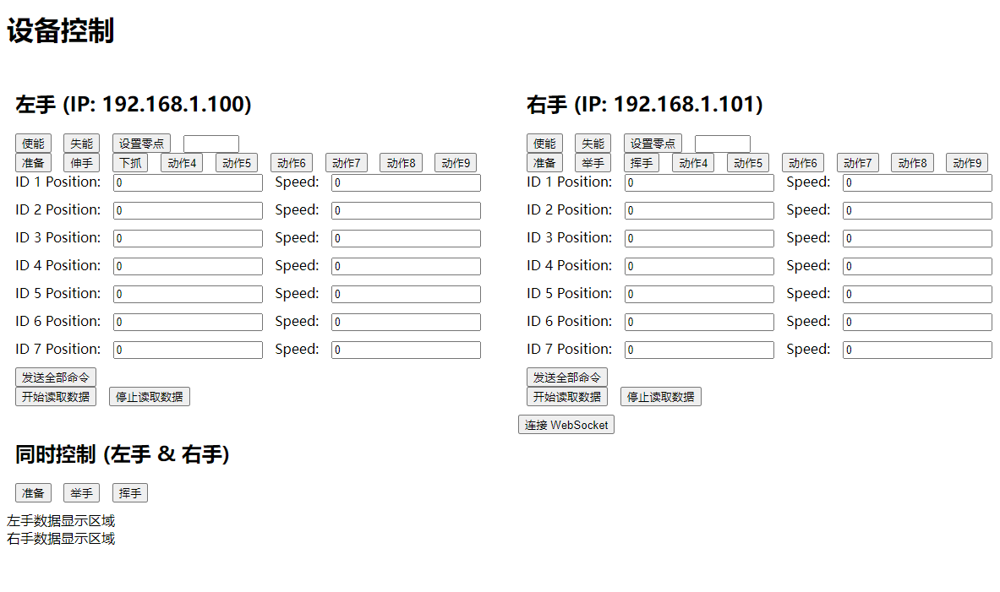 设备控制
左手 (IP: 192.168.1.100)
使能 失能 设置零点
准备 伸手 下抓 动作4 动作5 动作6 动作7 动作8 动作9
ID 1 Position: 0 Speed: 0
ID 2 Position: 0 Speed: 0
ID 3 Position: 0 Speed: 0
ID 4 Position: 0 Speed: 0
ID 5 Position: 0 Speed: 0
ID 6 Position: 0 Speed: 0
ID 7 Position: 0 Speed: 0
发送全部命令
开始读取数据 停止读取数据
右手 (IP: 192.168.1.101)
使能 失能 设置零点
准备 举手 挥手 动作4 动作5 动作6 动作7 动作8 动作9
ID 1 Position: 0 Speed: 0
ID 2 Position: 0 Speed: 0
ID 3 Position: 0 Speed: 0
ID 4 Position: 0 Speed: 0
ID 5 Position: 0 Speed: 0
ID 6 Position: 0 Speed: 0
ID 7 Position: 0 Speed: 0
发送全部命令
开始读取数据 停止读取数据
连接 WebSocket
同时控制 (左手 & 右手)
准备 举手 挥手
左手数据显示区域
右手数据显示区域